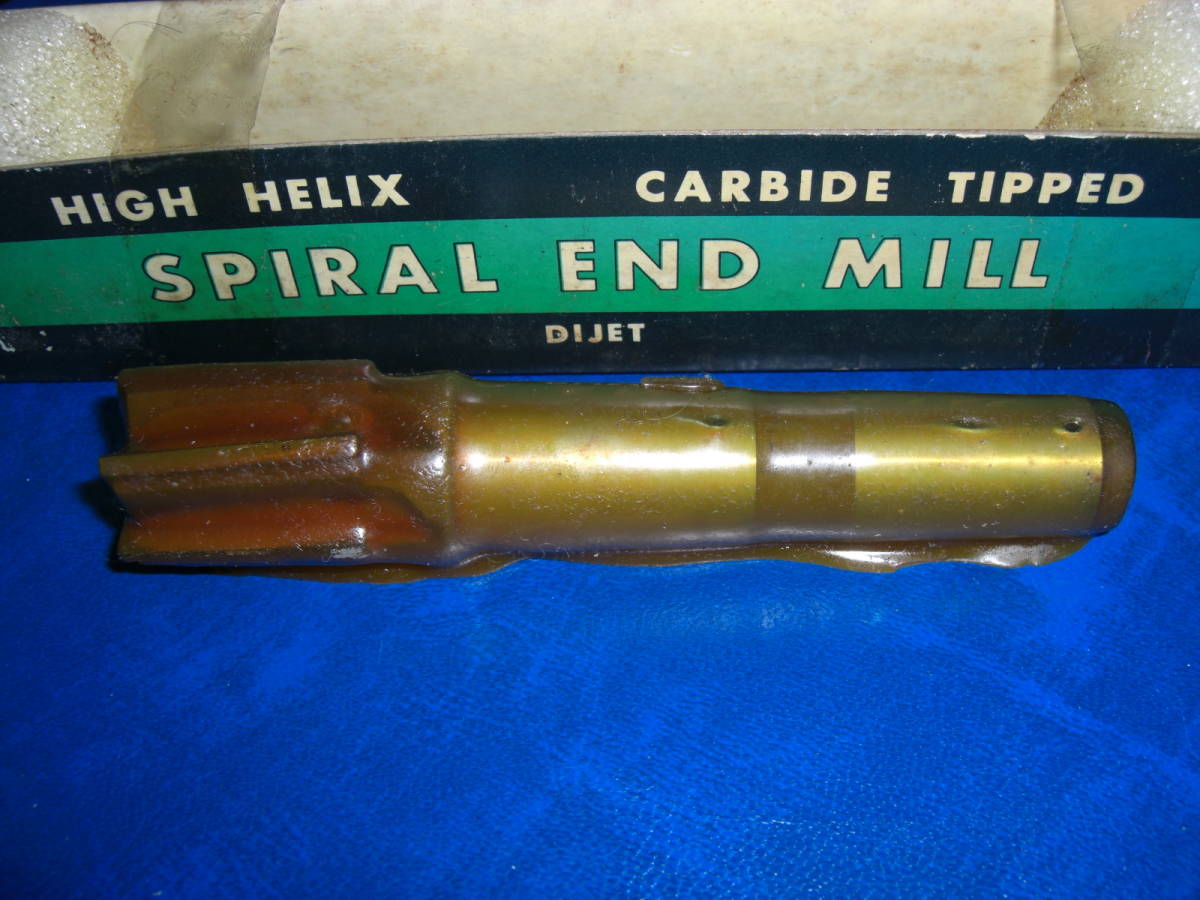 HIGH HELIX CARBIDE TIPPED
SPIRAL END MILL
DIJET